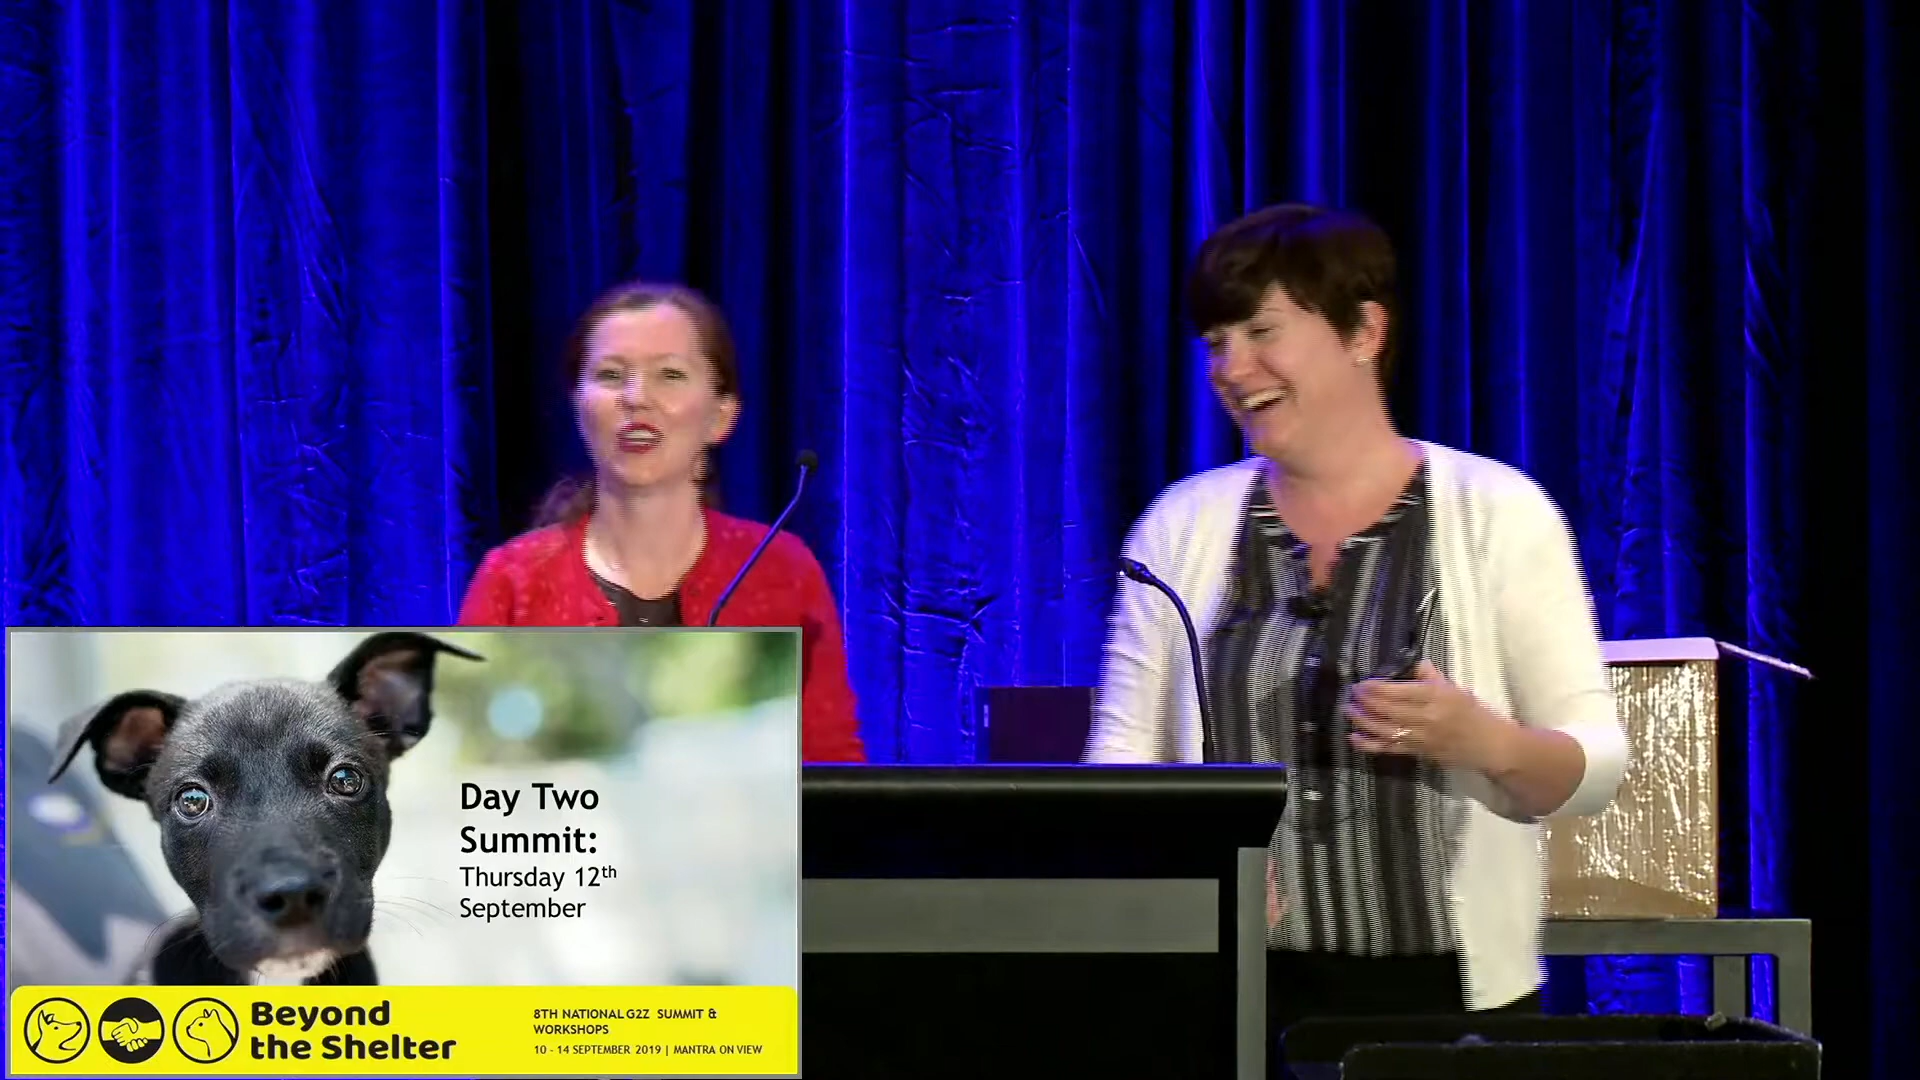 Day Two
Summit:
Thursday 12th
September
Beyond
the Shelter
8TH NATIONAL G2Z SUMMIT &
WORKSHOPS
10 - 14 SEPTEMBER 2019 | MANTRA ON VIEW